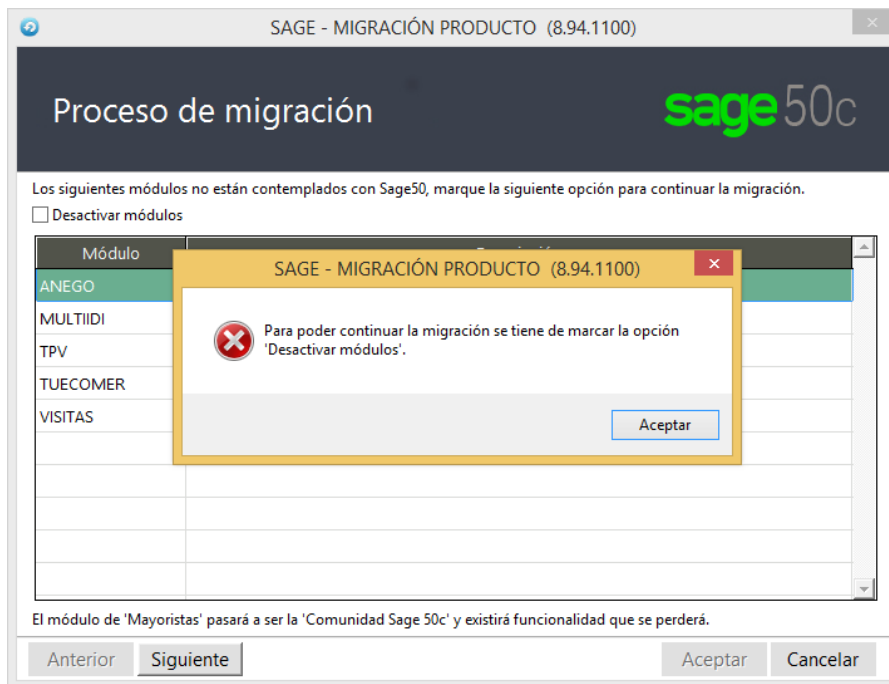 SAGE - MIGRACIÓN PRODUCTO (8.94.1100)
Proceso de migración
sage 50c
Los siguientes módulos no están contemplados con Sage50, marque la siguiente opción para continuar la migración.
Desactivar módulos
Módulo
ANEGO
MULTIIDI
TPV
TUECOMER
VISITAS
SAGE - MIGRACIÓN PRODUCTO (8.94.1100)
Para poder continuar la migración se tiene de marcar la opción
'Desactivar módulos'.
Aceptar
El módulo de 'Mayoristas' pasará a ser la 'Comunidad Sage 50c' y existirá funcionalidad que se perderá.
Anterior Siguiente Aceptar Cancelar